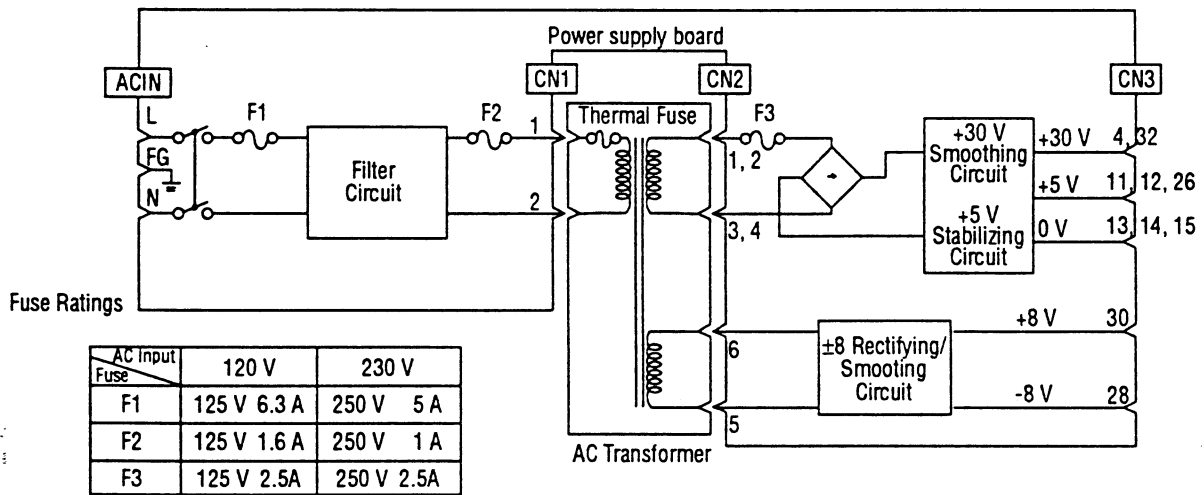 Power supply board
ACIN
CN1
CN2
CN3
L
F1
F2
1
Thermal Fuse
F3
FG
N
Filter
Circuit
2
1, 2
3, 4
+30 V
Smoothing
Circuit
+5 V
Stabilizing
Circuit
+30 V 4, 32
+5 V 11, 12, 26
0 V 13, 14, 15
6
5
±8 Rectifying/
Smooting
Circuit
+8 V 30
-8 V 28
AC Transformer
Fuse Ratings
AC Input
Fuse
120 V 230 V
F1 125 V 6.3 A 250 V 5 A
F2 125 V 1.6 A 250 V 1 A
F3 125 V 2.5A 250 V 2.5A